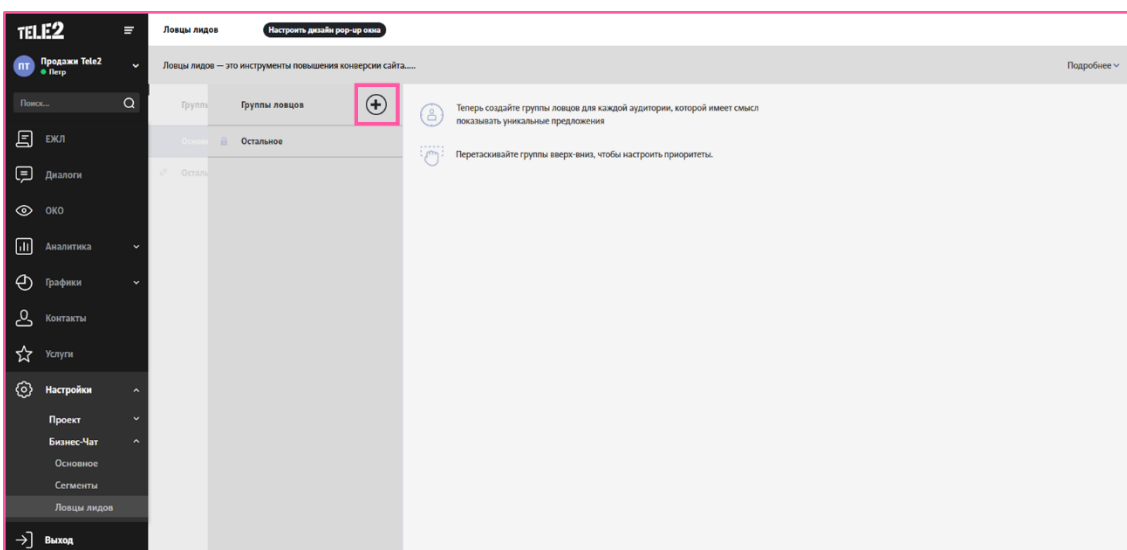 TELE2
Ловцы лидов
Настроить дизайн pop-up окна
ПТ
Продажи Tele2
Петр
Ловцы лидов — это инструменты повышения конверсии сайта.....
Подробнее
Поиск...
Группы ловцов
Теперь создайте группы ловцов для каждой аудитории, которой имеет смысл
показывать уникальные предложения
Остальное
Перетаскивайте группы вверх-вниз, чтобы настроить приоритеты.
ЕЖЛ
Диалоги
ОКО
Аналитика
Графики
Контакты
Услуги
Настройки
Проект
Бизнес-Чат
Основное
Сегменты
Ловцы лидов
Выход